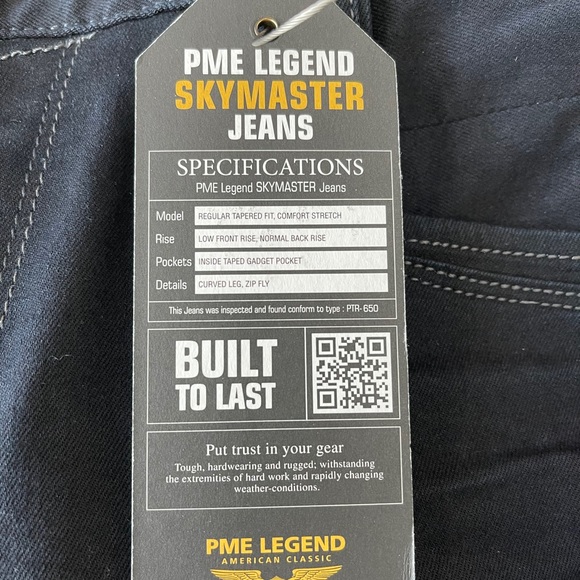 PME LEGEND
SKYMASTER
JEANS
SPECIFICATIONS
PME Legend SKYMASTER Jeans
Model REGULAR TAPERED FIT, COMFORT STRETCH
Rise LOW FRONT RISE, NORMAL BACK RISE
Pockets INSIDE TAPED GADGET POCKET
Details CURVED LEG, ZIP FLY
This Jeans was inspected and found conform to type : PTR-650
BUILT
TO LAST
Put trust in your gear
Tough, hardwearing and rugged; withstanding
the extremities of hard work and rapidly changing
weather-conditions.
PME LEGEND
AMERICAN CLASSIC